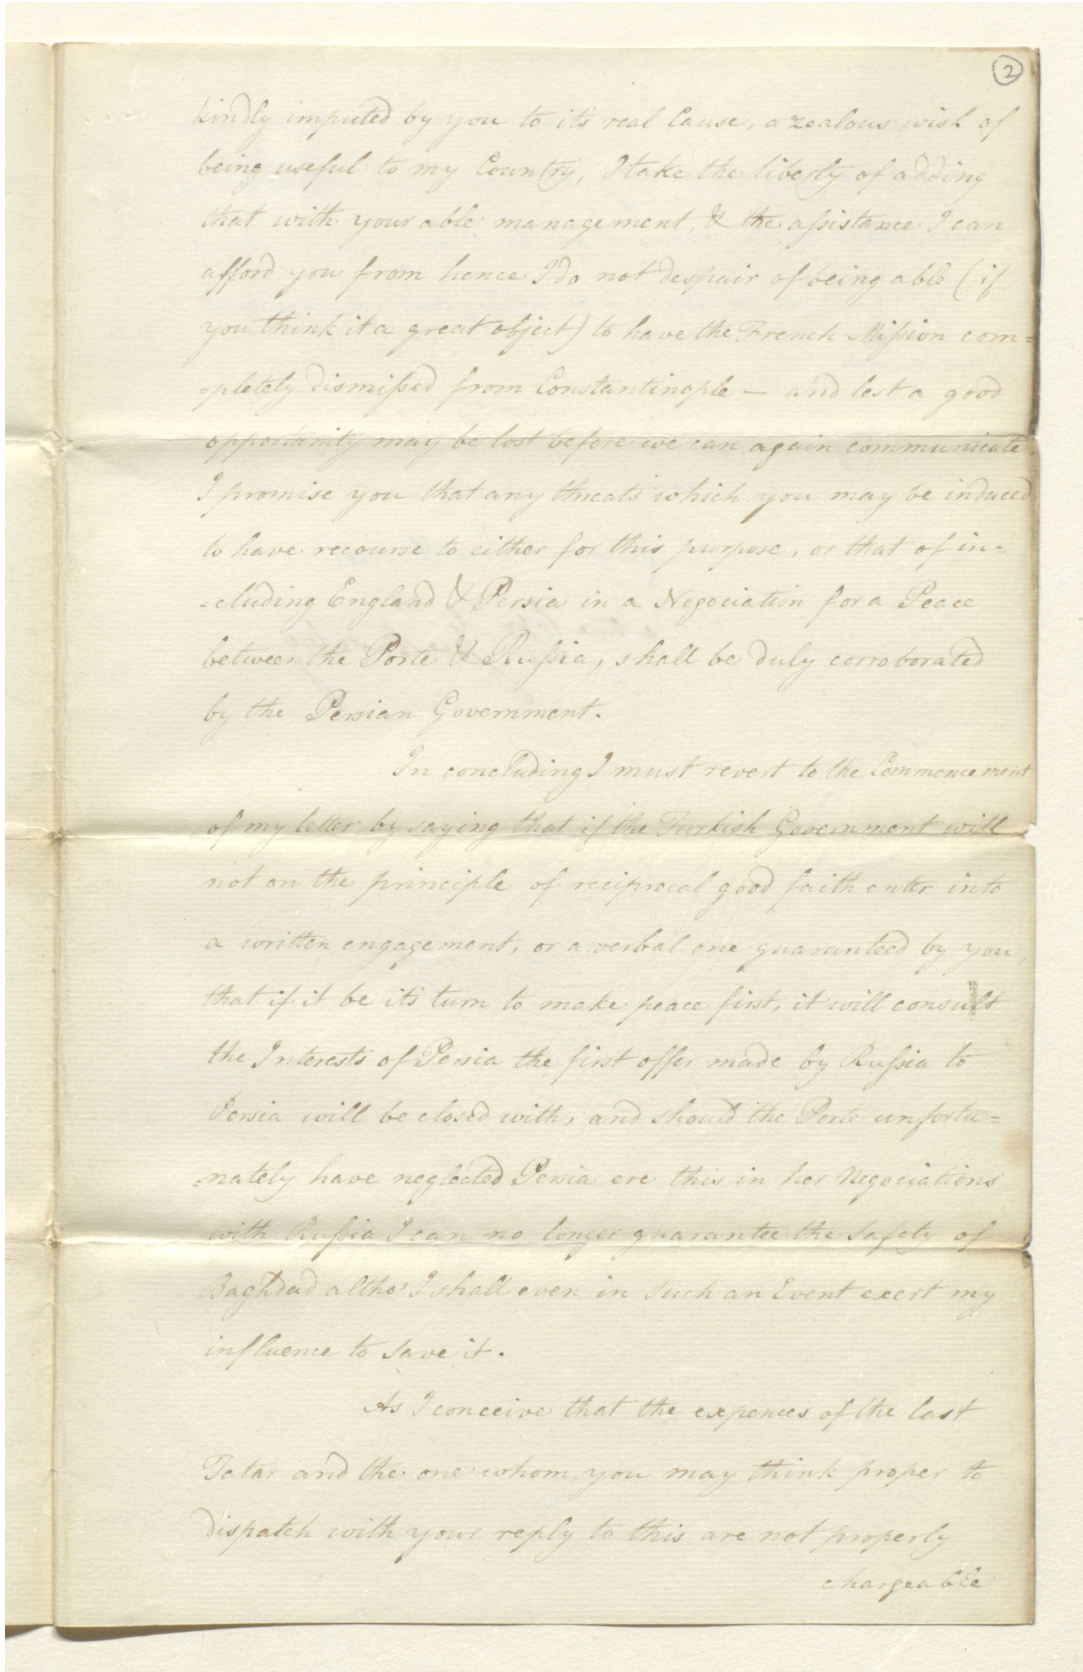 2
kindly imputed by you to it's real Cause, a zealous wish of
being useful to my Country, I take the liberty of adding
that with your able management, & the assistance I can
afford you from hence I do not despair of being able (if
you think it a great object) to have the French Mission com=
=pletely dismissed from Constantinople — and lest a good
opportunity may be lost before we can again communicate
I promise you that any threats which you may be induced
to have recourse to either for this purpose, or that of in=
=cluding England & Persia in a Negociation for a Peace
between the Porte & Russia, shall be duly corroborated
by the Persian Government.
In concluding I must revert to the Commencement
of my letter by saying that if the Turkish Government will
not on the principle of reciprocal good faith enter into
a written engagement, or a verbal one guaranteed by you,
that if it be it's turn to make peace first, it will consult
the Interests of Persia the first offer made by Russia to
Persia will be closed with, and should the Porte unfortu=
=nately have neglected Persia ere this in her Negociations
with Russia I can no longer guarantee the safety of
Baghdad altho' I shall even in such an Event exert my
influence to save it.
As I conceive that the expences of the last
Tatar and the one whom you may think proper to
dispatch with your reply to this are not properly
chargeable